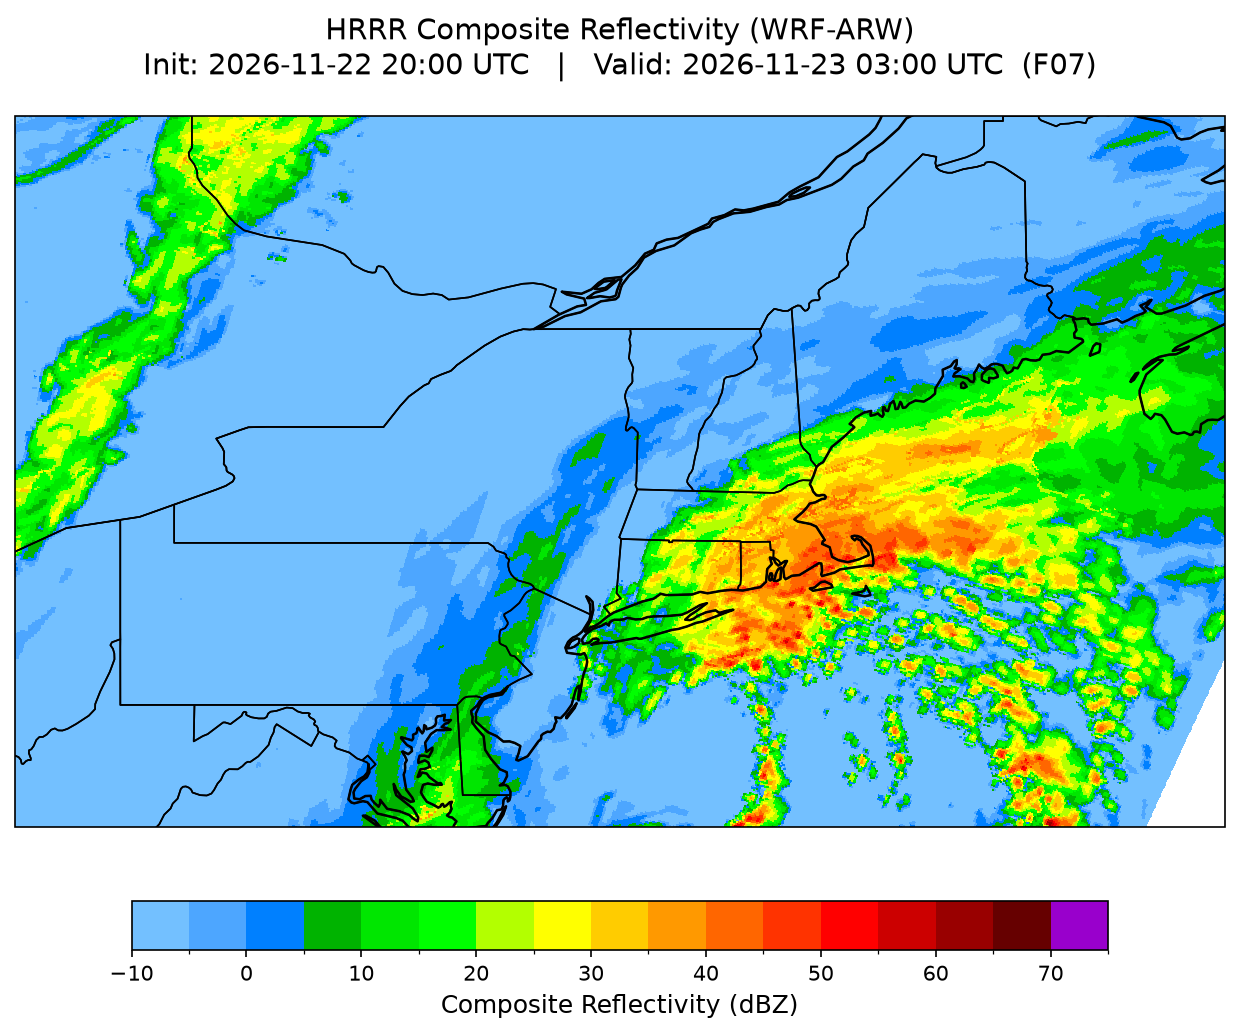 HRRR Composite Reflectivity (WRF-ARW)
Init: 2026-11-22 20:00 UTC   |   Valid: 2026-11-23 03:00 UTC  (F07)
−10 0 10 20 30 40 50 60 70
Composite Reflectivity (dBZ)